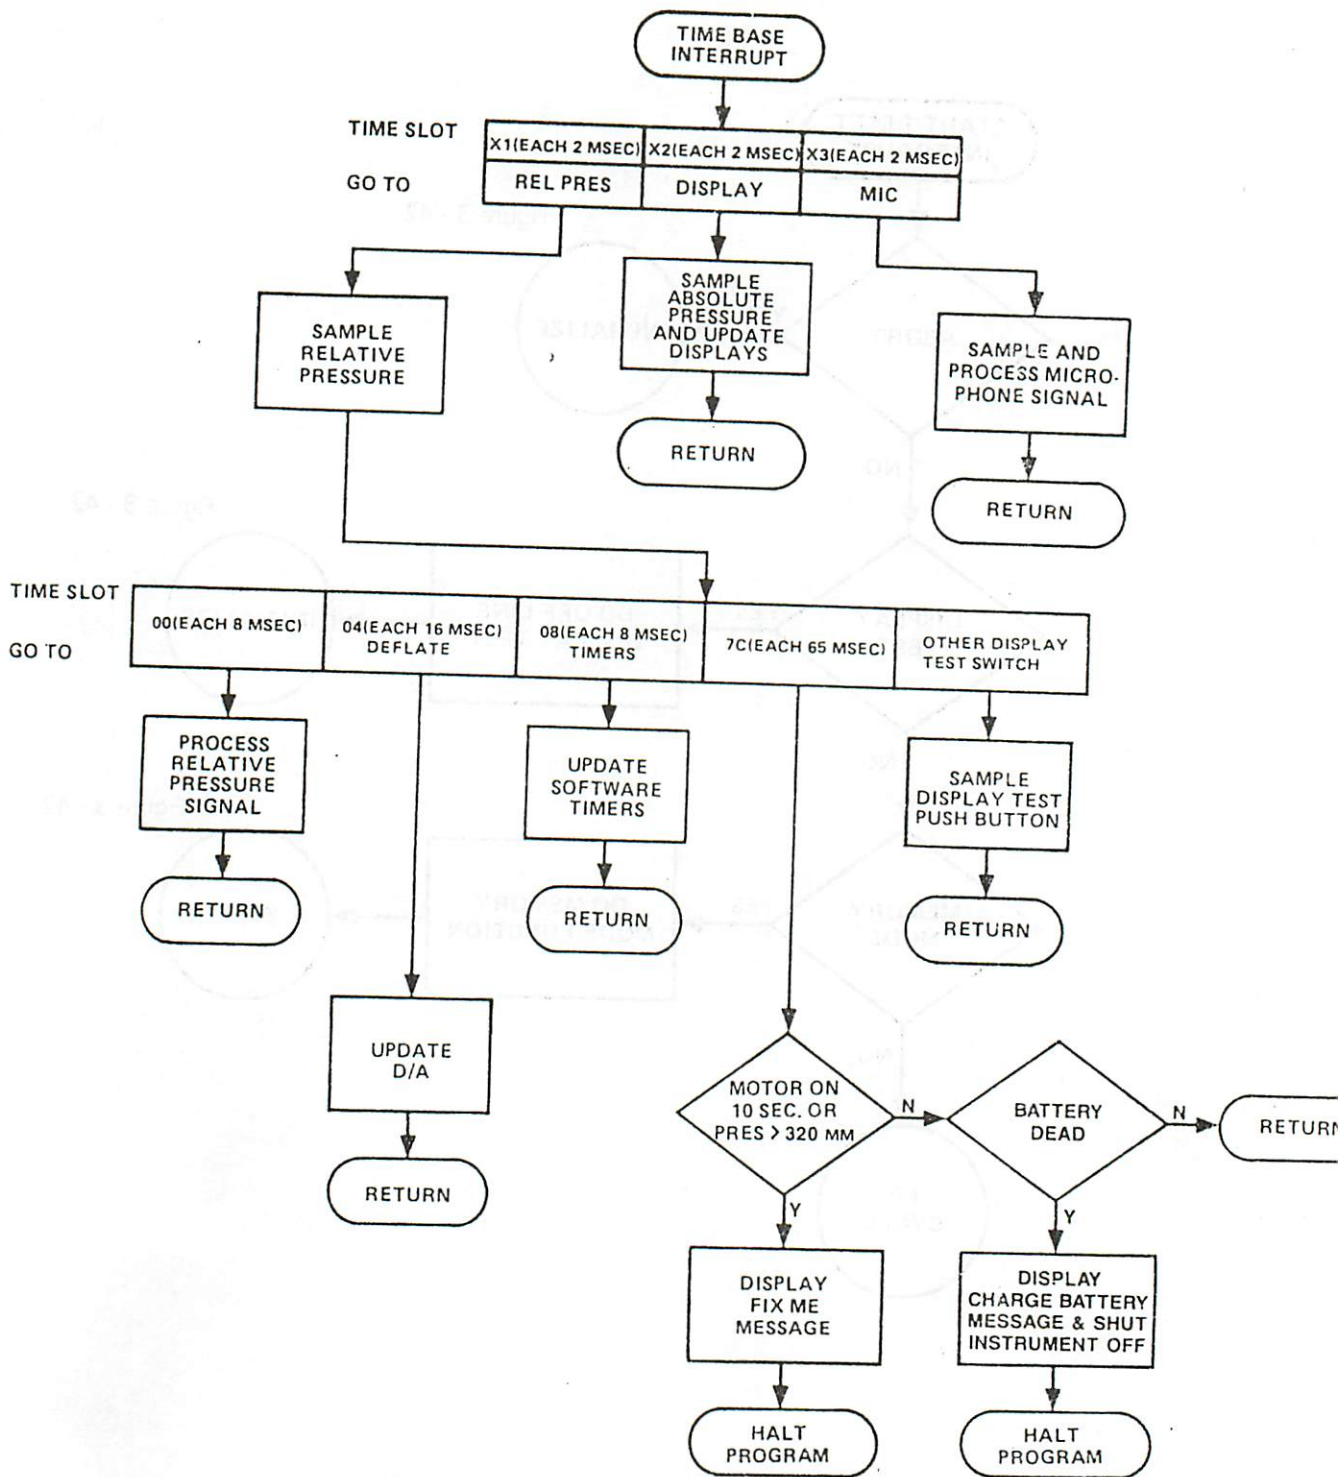 TIME BASE
INTERRUPT
TIME SLOT
X1(EACH 2 MSEC)
X2(EACH 2 MSEC)
X3(EACH 2 MSEC)
GO TO
REL PRES
DISPLAY
MIC
SAMPLE
RELATIVE
PRESSURE
SAMPLE
ABSOLUTE
PRESSURE
AND UPDATE
DISPLAYS
SAMPLE AND
PROCESS MICRO-
PHONE SIGNAL
RETURN
RETURN
TIME SLOT
GO TO
00(EACH 8 MSEC)
04(EACH 16 MSEC)
DEFLATE
08(EACH 8 MSEC)
TIMERS
7C(EACH 65 MSEC)
OTHER DISPLAY
TEST SWITCH
PROCESS
RELATIVE
PRESSURE
SIGNAL
UPDATE
SOFTWARE
TIMERS
SAMPLE
DISPLAY TEST
PUSH BUTTON
RETURN
RETURN
RETURN
UPDATE
D/A
RETURN
MOTOR ON
10 SEC. OR
PRES > 320 MM
N
BATTERY
DEAD
N
RETURN
Y
Y
DISPLAY
FIX ME
MESSAGE
DISPLAY
CHARGE BATTERY
MESSAGE & SHUT
INSTRUMENT OFF
HALT
PROGRAM
HALT
PROGRAM